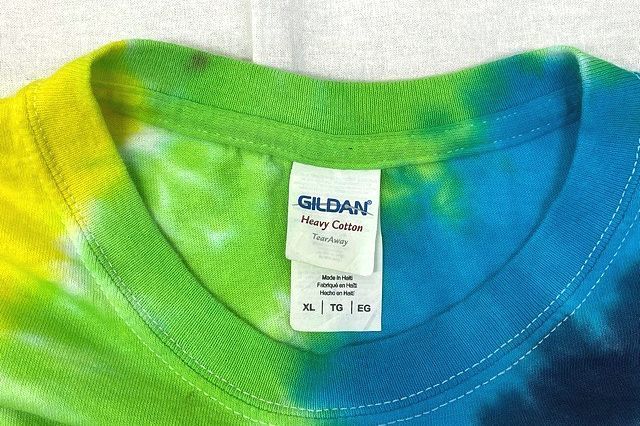 GILDAN®
Heavy Cotton
TearAway
Made in Haiti
Fabriqué en Haïti
Hecho en Haití
XL | TG | EG